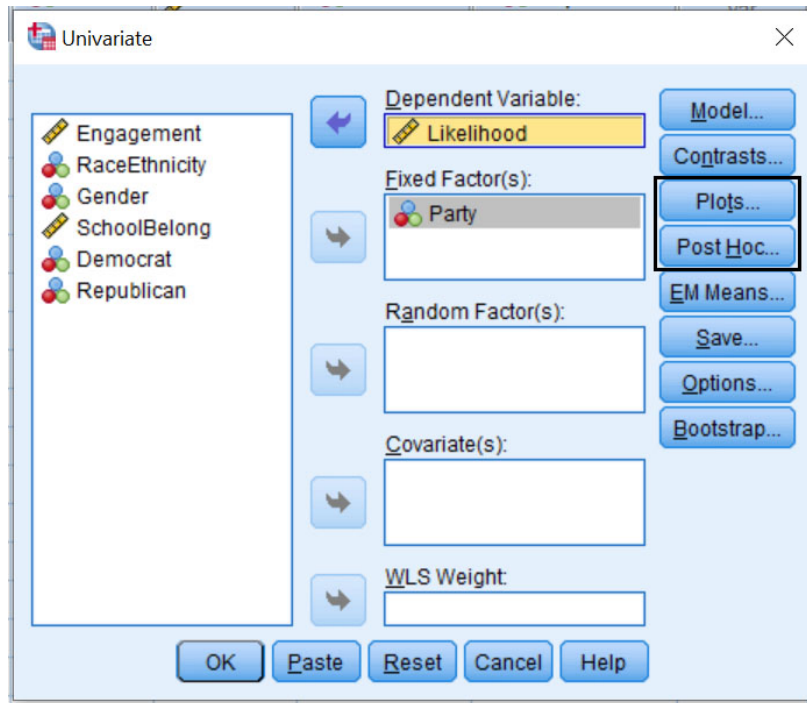 Univariate
Engagement
RaceEthnicity
Gender
SchoolBelong
Democrat
Republican
Dependent Variable:
Likelihood
Fixed Factor(s):
Party
Random Factor(s):
Covariate(s):
WLS Weight:
Model...
Contrasts...
Plots...
Post Hoc...
EM Means...
Save...
Options...
Bootstrap...
OK
Paste
Reset
Cancel
Help